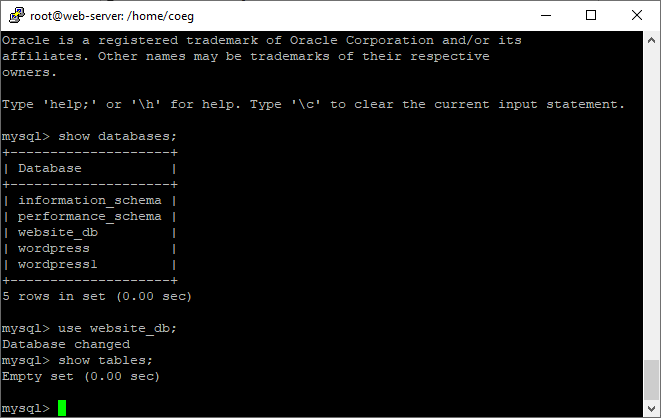 root@web-server: /home/coeg
Oracle is a registered trademark of Oracle Corporation and/or its
affiliates. Other names may be trademarks of their respective
owners.
Type 'help;' or '\h' for help. Type '\c' to clear the current input statement.
mysql> show databases;
+--------------------+
| Database           |
+--------------------+
| information_schema |
| performance_schema |
| website_db         |
| wordpress          |
| wordpress1         |
+--------------------+
5 rows in set (0.00 sec)
mysql> use website_db;
Database changed
mysql> show tables;
Empty set (0.00 sec)
mysql>